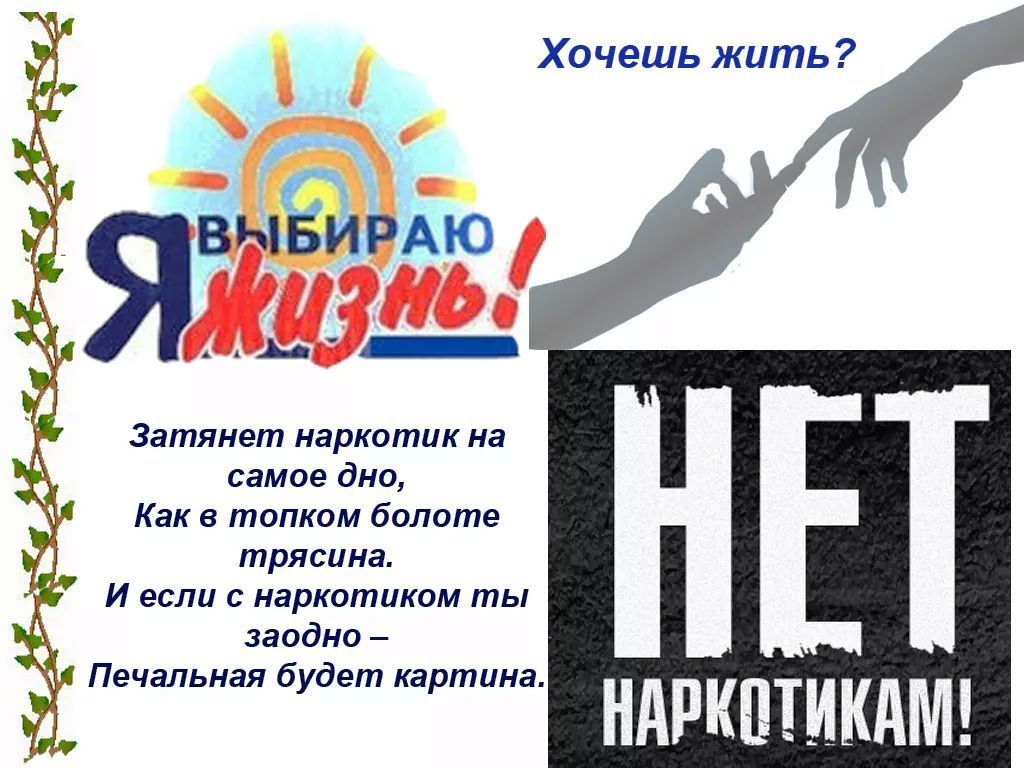 Хочешь жить?
Я ВЫБИРАЮ
жизнь!
Затянет наркотик на
самое дно,
Как в топком болоте
трясина.
И если с наркотиком ты
заодно –
Печальная будет картина.
НЕТ
НАРКОТИКАМ!